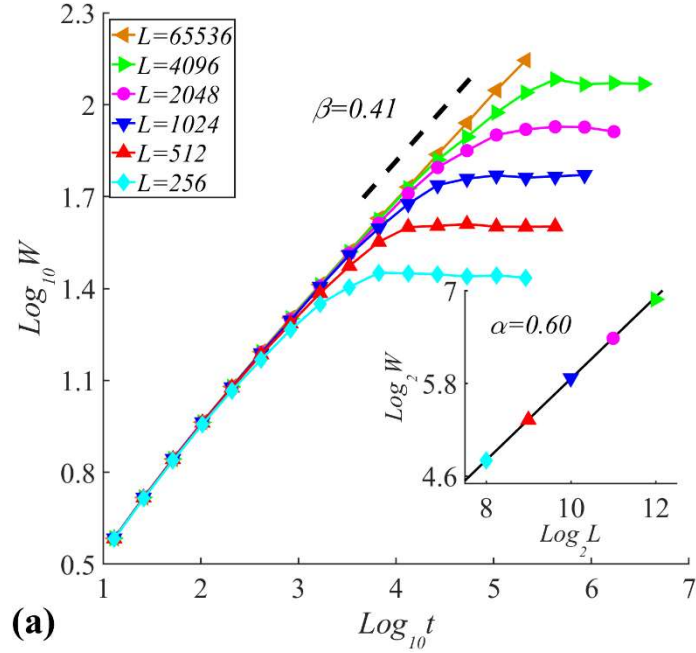 2.3
L=65536
L=4096
L=2048
L=1024
L=512
L=256
β=0.41
2
1.7
1.4
1.1
0.8
0.5
Log₁₀W
7
α=0.60
5.8
4.6
Log₂W
8 10 12
Log₂L
1 2 3 4 5 6 7
Log₁₀t
(a)